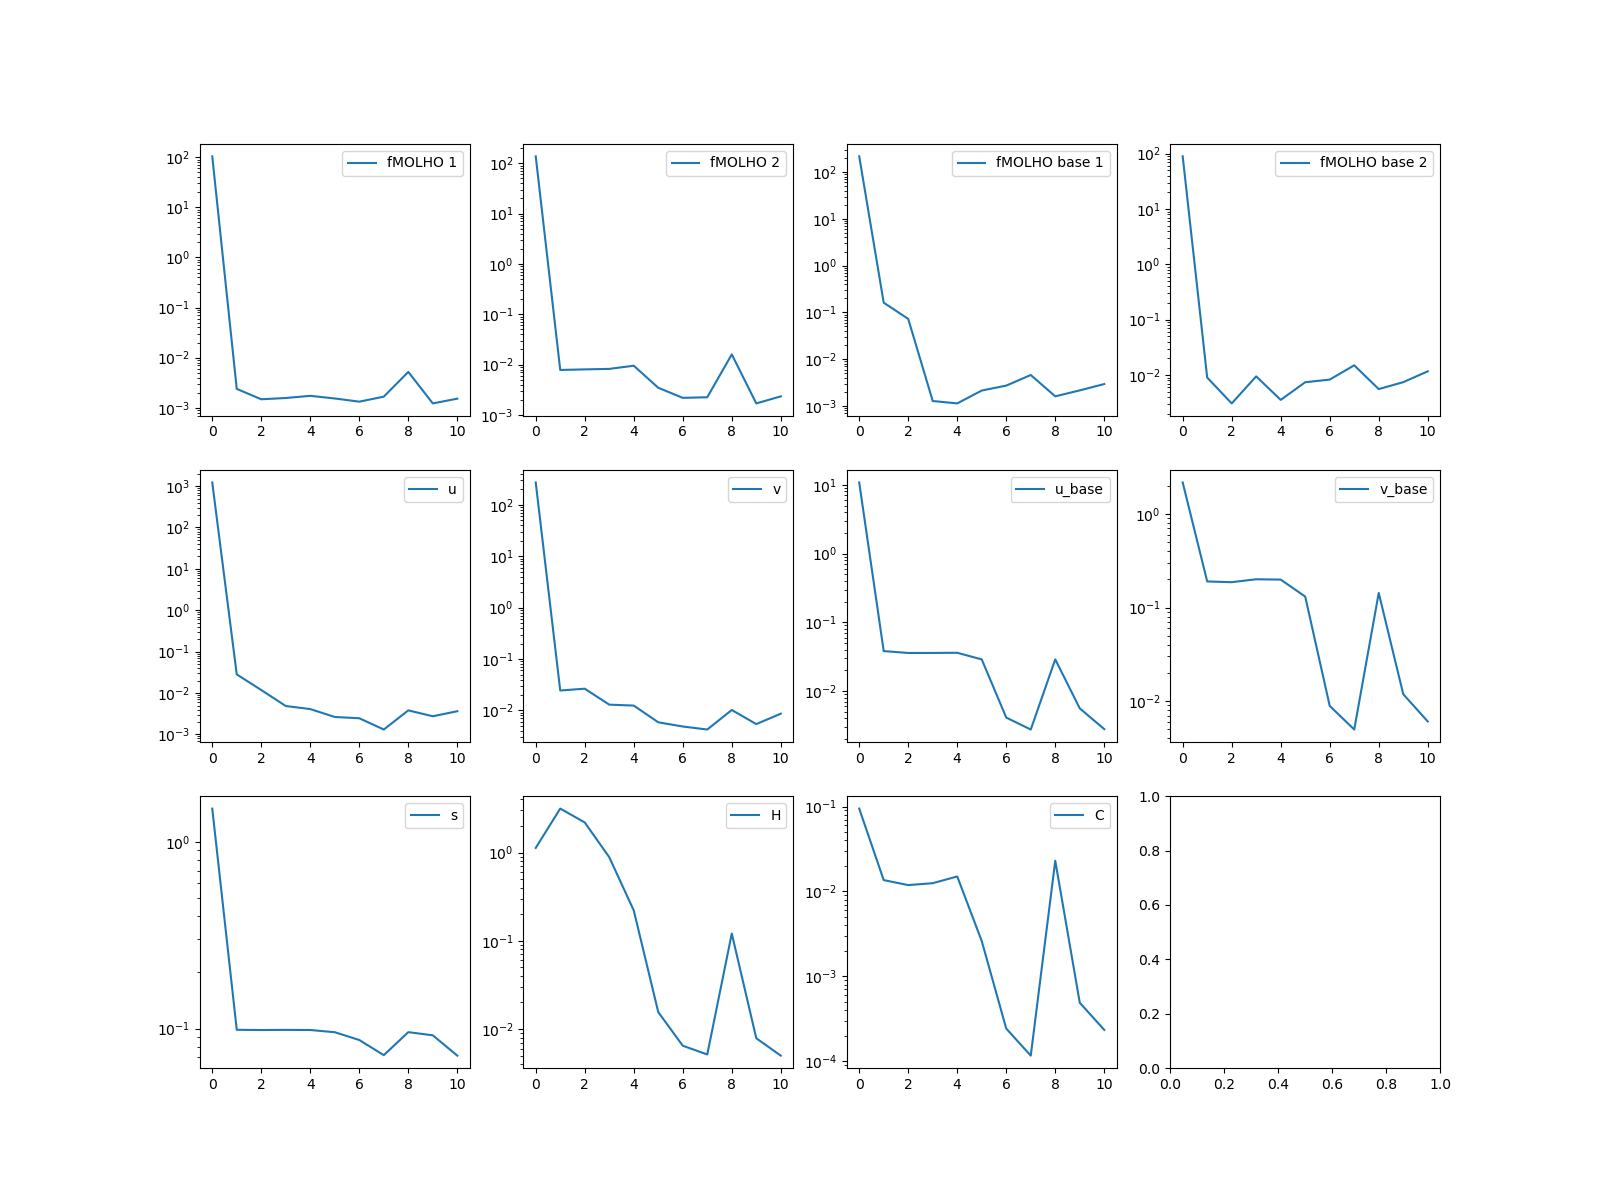 fMOLHO 1
10² 10¹ 10⁰ 10⁻¹ 10⁻² 10⁻³
0 2 4 6 8 10
fMOLHO 2
10² 10¹ 10⁰ 10⁻¹ 10⁻² 10⁻³
0 2 4 6 8 10
fMOLHO base 1
10² 10¹ 10⁰ 10⁻¹ 10⁻² 10⁻³
0 2 4 6 8 10
fMOLHO base 2
10² 10¹ 10⁰ 10⁻¹ 10⁻²
0 2 4 6 8 10
u
10³ 10² 10¹ 10⁰ 10⁻¹ 10⁻² 10⁻³
0 2 4 6 8 10
v
10² 10¹ 10⁰ 10⁻¹ 10⁻²
0 2 4 6 8 10
u_base
10¹ 10⁰ 10⁻¹ 10⁻²
0 2 4 6 8 10
v_base
10⁰ 10⁻¹ 10⁻²
0 2 4 6 8 10
s
10⁰ 10⁻¹
0 2 4 6 8 10
H
10⁰ 10⁻¹ 10⁻²
0 2 4 6 8 10
C
10⁻¹ 10⁻² 10⁻³ 10⁻⁴
0 2 4 6 8 10
1.0 0.8 0.6 0.4 0.2 0.0
0.0 0.2 0.4 0.6 0.8 1.0